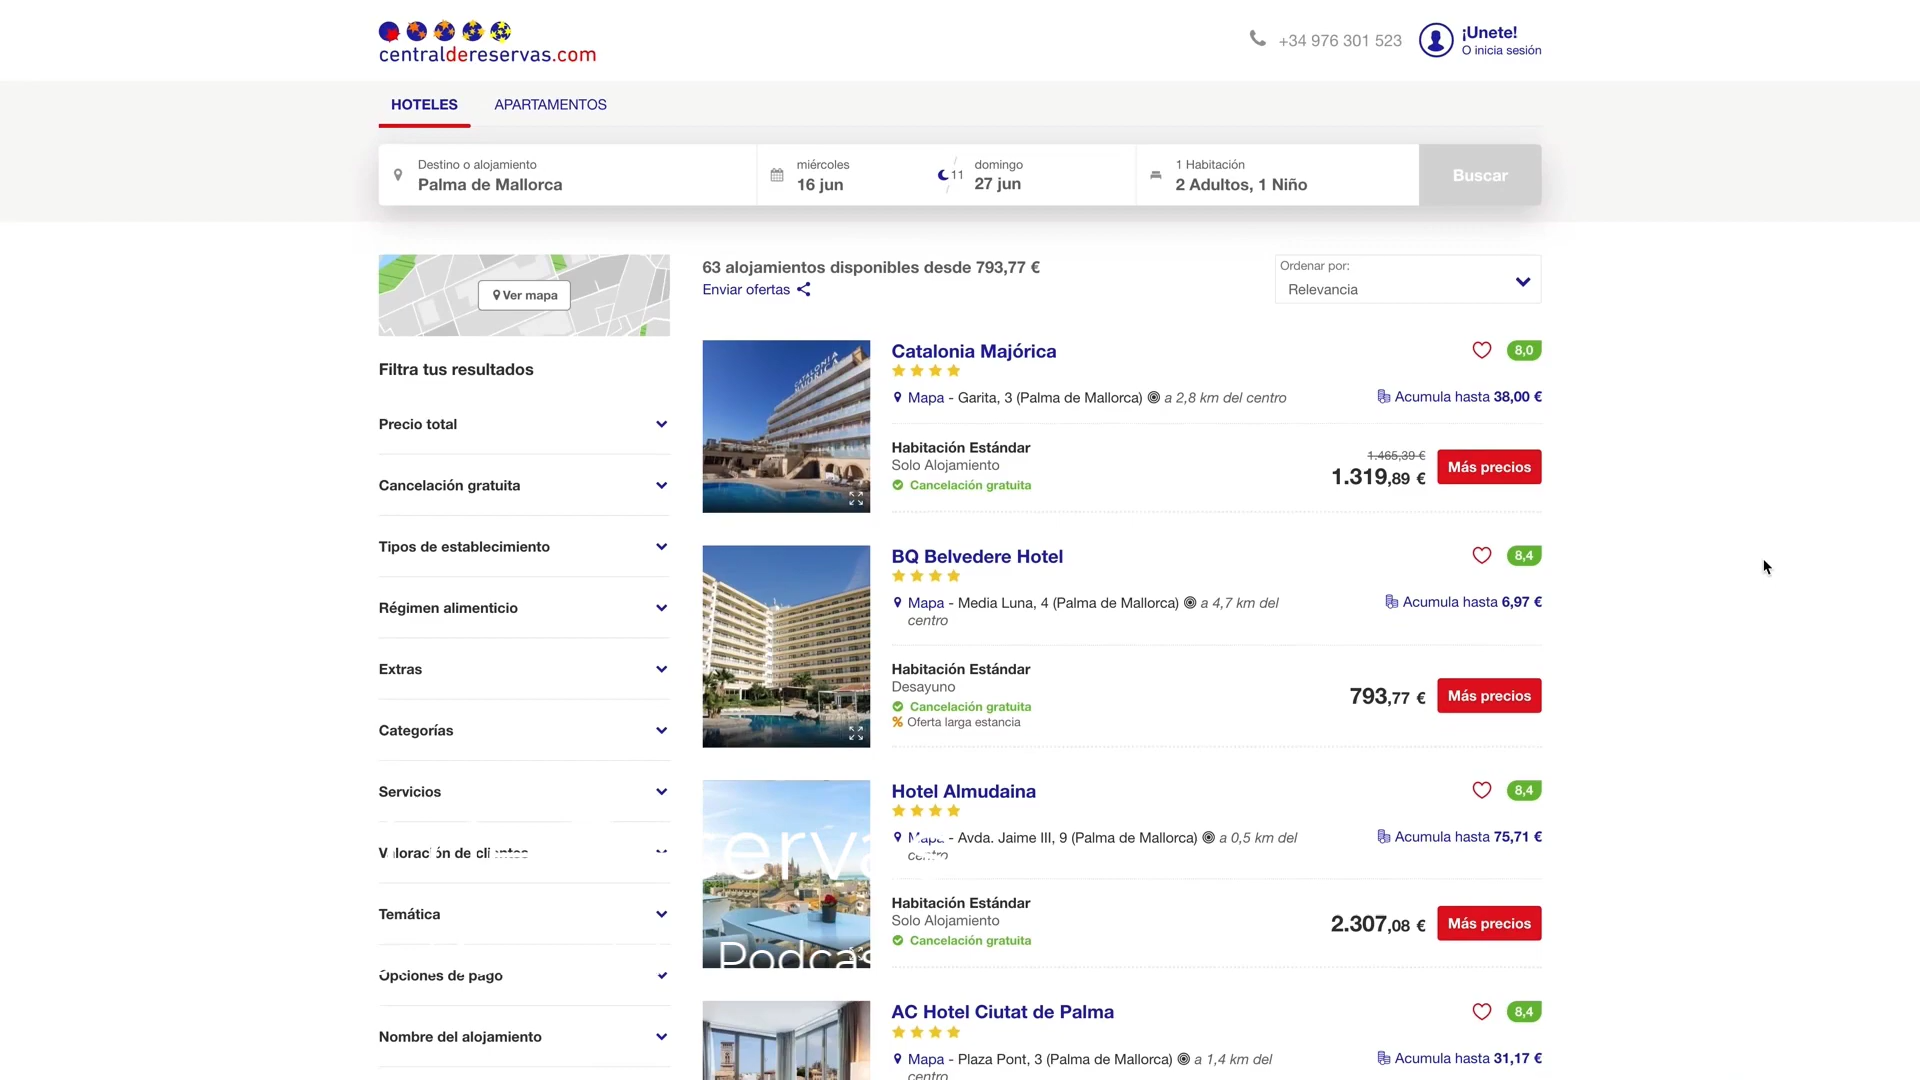 centraldereservas.com
+34 976 301 523
¡Unete!
O inicia sesión
HOTELES
APARTAMENTOS
Destino o alojamiento
Palma de Mallorca
miércoles
16 jun
11
domingo
27 jun
1 Habitación
2 Adultos, 1 Niño
Buscar
Ver mapa
Filtra tus resultados
Precio total
Cancelación gratuita
Tipos de establecimiento
Régimen alimenticio
Extras
Categorías
Servicios
Valoración de clientes
Temática
Opciones de pago
Nombre del alojamiento
63 alojamientos disponibles desde 793,77 €
Enviar ofertas
Ordenar por:
Relevancia
CATALONIA
Catalonia Majórica
8,0
Mapa - Garita, 3 (Palma de Mallorca) a 2,8 km del centro
Acumula hasta 38,00 €
Habitación Estándar
Solo Alojamiento
Cancelación gratuita
1.465,39 €
1.319,89 €
Más precios
BQ Belvedere Hotel
8,4
Mapa - Media Luna, 4 (Palma de Mallorca) a 4,7 km del
centro
Acumula hasta 6,97 €
Habitación Estándar
Desayuno
Cancelación gratuita
% Oferta larga estancia
793,77 €
Más precios
Hotel Almudaina
8,4
Mapa - Avda. Jaime III, 9 (Palma de Mallorca) a 0,5 km del
centro
Acumula hasta 75,71 €
serva
Podcas
Habitación Estándar
Solo Alojamiento
Cancelación gratuita
2.307,08 €
Más precios
AC Hotel Ciutat de Palma
8,4
Mapa - Plaza Pont, 3 (Palma de Mallorca) a 1,4 km del
centro
Acumula hasta 31,17 €